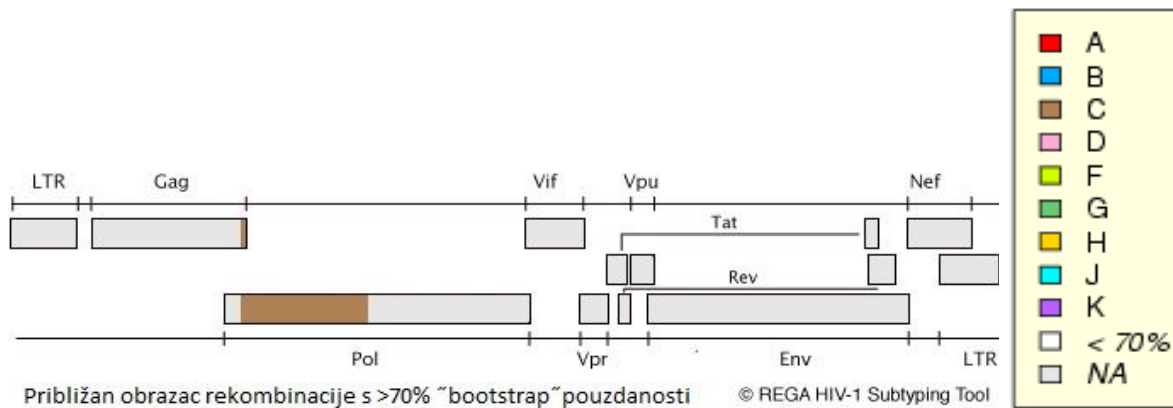 LTR Gag Vif Vpu Nef
Tat
Rev
Pol Vpr Env LTR
Približan obrazac rekombinacije s >70% ˝bootstrap˝pouzdanosti © REGA HIV-1 Subtyping Tool
A
B
C
D
F
G
H
J
K
< 70%
NA